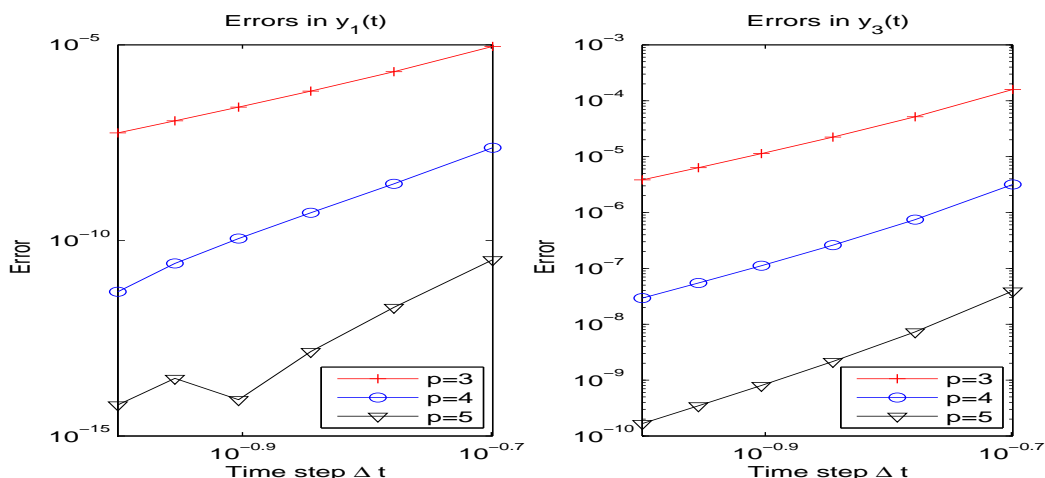 Errors in y_1(t)
10^-5
10^-10
10^-15
Error
10^-0.9
10^-0.7
Time step Δ t
p=3
p=4
p=5
Errors in y_3(t)
10^-3
10^-4
10^-5
10^-6
10^-7
10^-8
10^-9
10^-10
Error
10^-0.9
10^-0.7
Time step Δ t
p=3
p=4
p=5